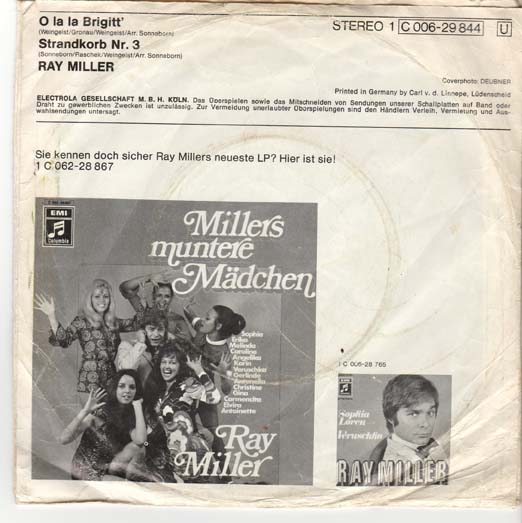 O la la Brigitt'
(Weingeist/Gronau/Weingeist/Arr. Sonneborn)
Strandkorb Nr. 3
(Sonneborn/Raschek/Weingeist/Arr. Sonneborn)
RAY MILLER
STEREO 1 C 006-29 844 U
Coverphoto: DEUBNER
Printed in Germany by Carl v. d. Linnepe, Lüdenscheid
ELECTROLA GESELLSCHAFT M. B. H. KÖLN. Das Überspielen sowie das Mitschneiden von Sendungen unserer Schallplatten auf Band oder
Draht zu gewerblichen Zwecken ist unzulässig. Zur Vermeidung unerlaubter Überspielungen sind den Händlern Verleih, Vermietung und Aus-
wahlsendungen untersagt.
Sie kennen doch sicher Ray Millers neueste LP? Hier ist sie!
1 C 062-28 867
EMI
Columbia
Millers
muntere
Mädchen
Sophia
Erika
Melinda
Carolina
Angelika
Karin
Veruschka
Gerlinde
Antonella
Christine
Gina
Carmencita
Elvira
Antoinette
Ray
Miller
1 C 006-28 765
Sophia
Loren
Veruschka
RAY MILLER